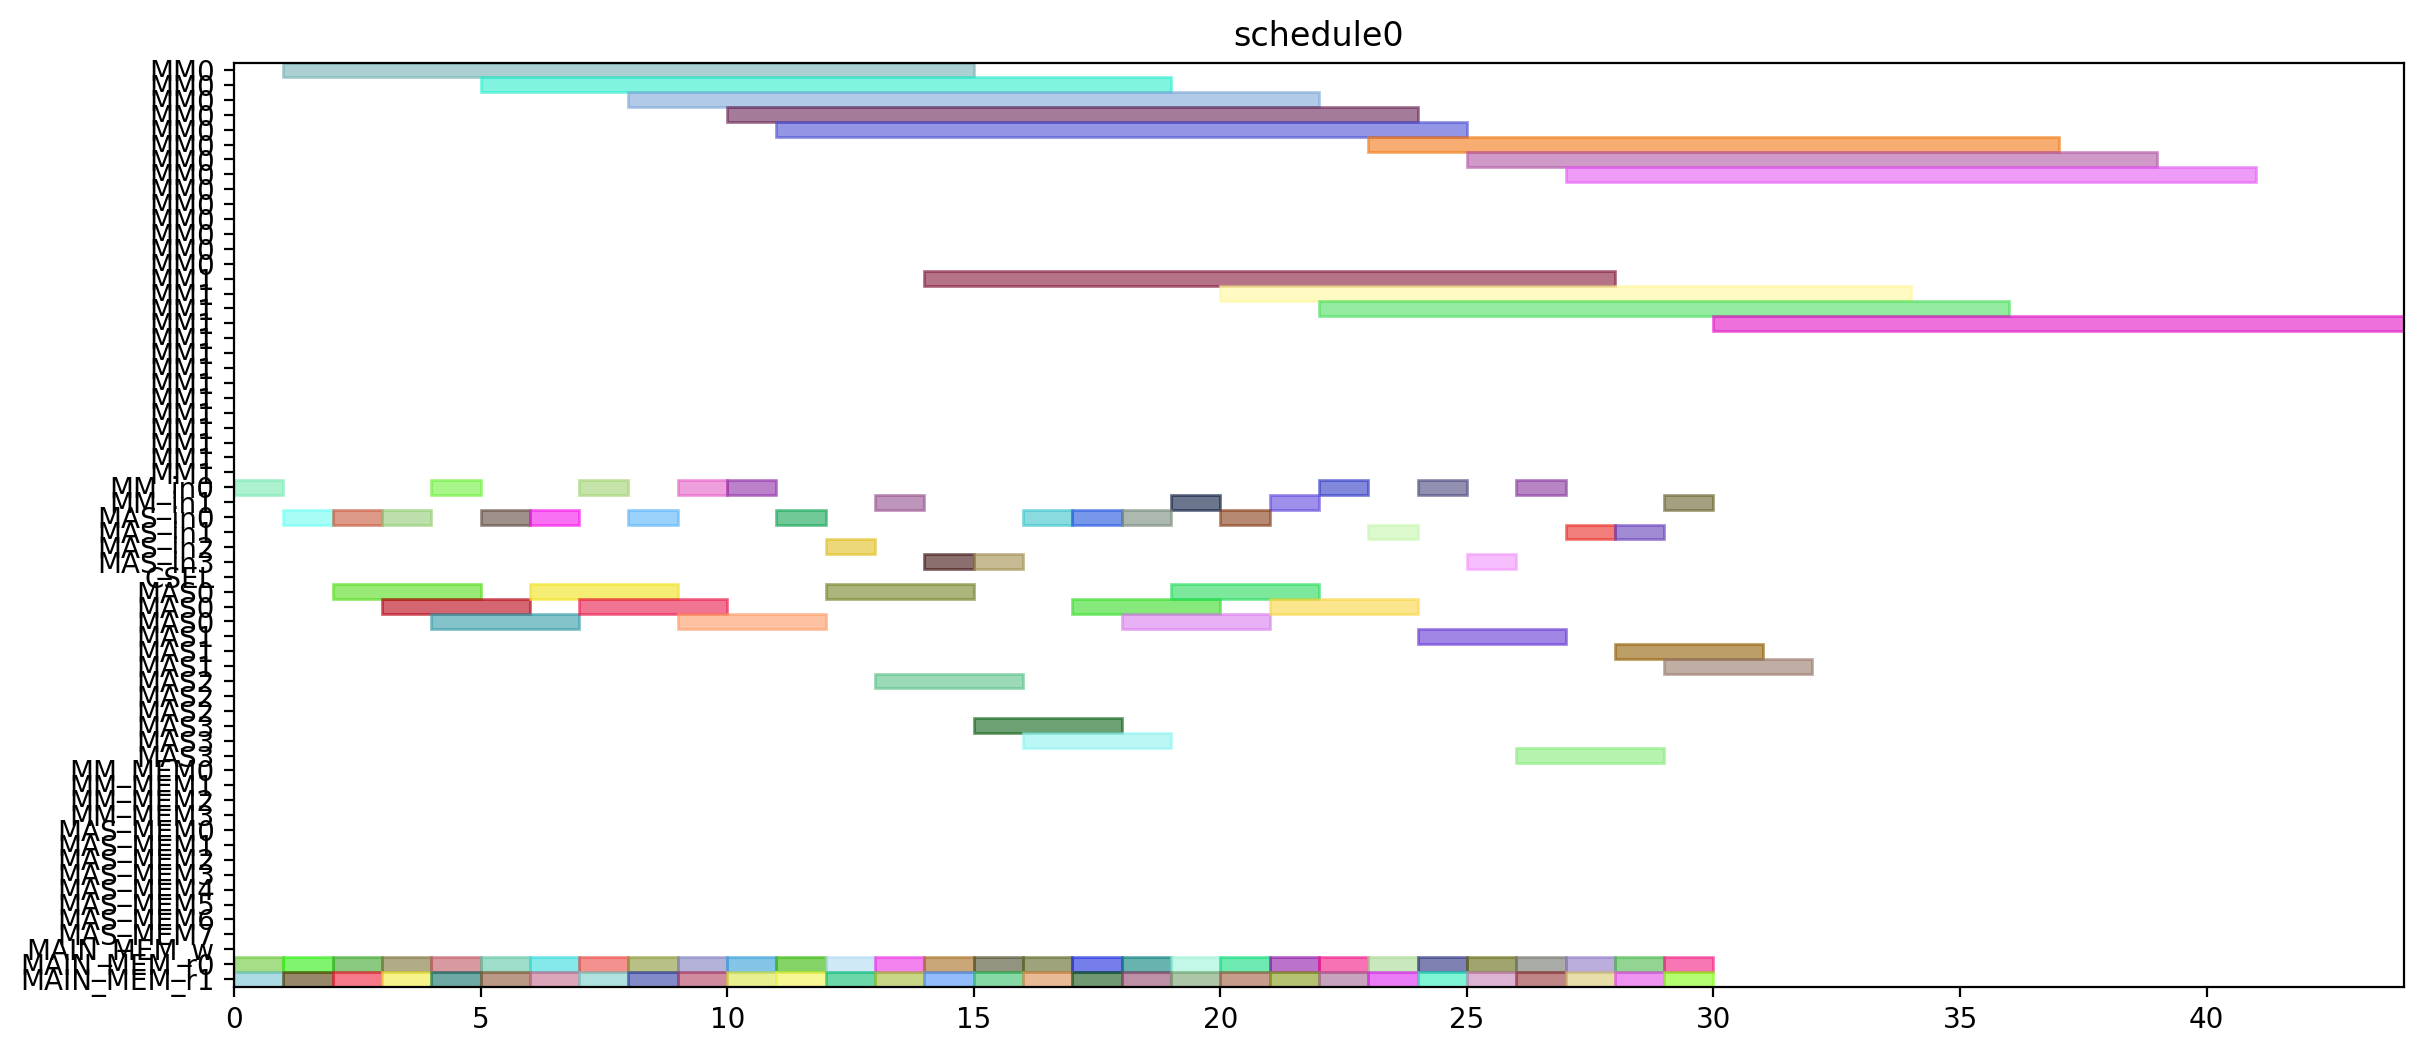 schedule0
MM0
MM0
MM0
MM0
MM0
MM0
MM0
MM0
MM0
MM0
MM0
MM0
MM0
MM0
MM1
MM1
MM1
MM1
MM1
MM1
MM1
MM1
MM1
MM1
MM1
MM1
MM1
MM1
MM_in0
MM_in1
MAS_in0
MAS_in1
MAS_in2
MAS_in3
CSEL
MAS0
MAS0
MAS0
MAS1
MAS1
MAS1
MAS2
MAS2
MAS2
MAS3
MAS3
MAS3
MM_MEM0
MM_MEM1
MM_MEM2
MM_MEM3
MAS_MEM0
MAS_MEM1
MAS_MEM2
MAS_MEM3
MAS_MEM4
MAS_MEM5
MAS_MEM6
MAS_MEM7
MAIN_MEM_w
MAIN_MEM_r0
MAIN_MEM_r1
0 5 10 15 20 25 30 35 40